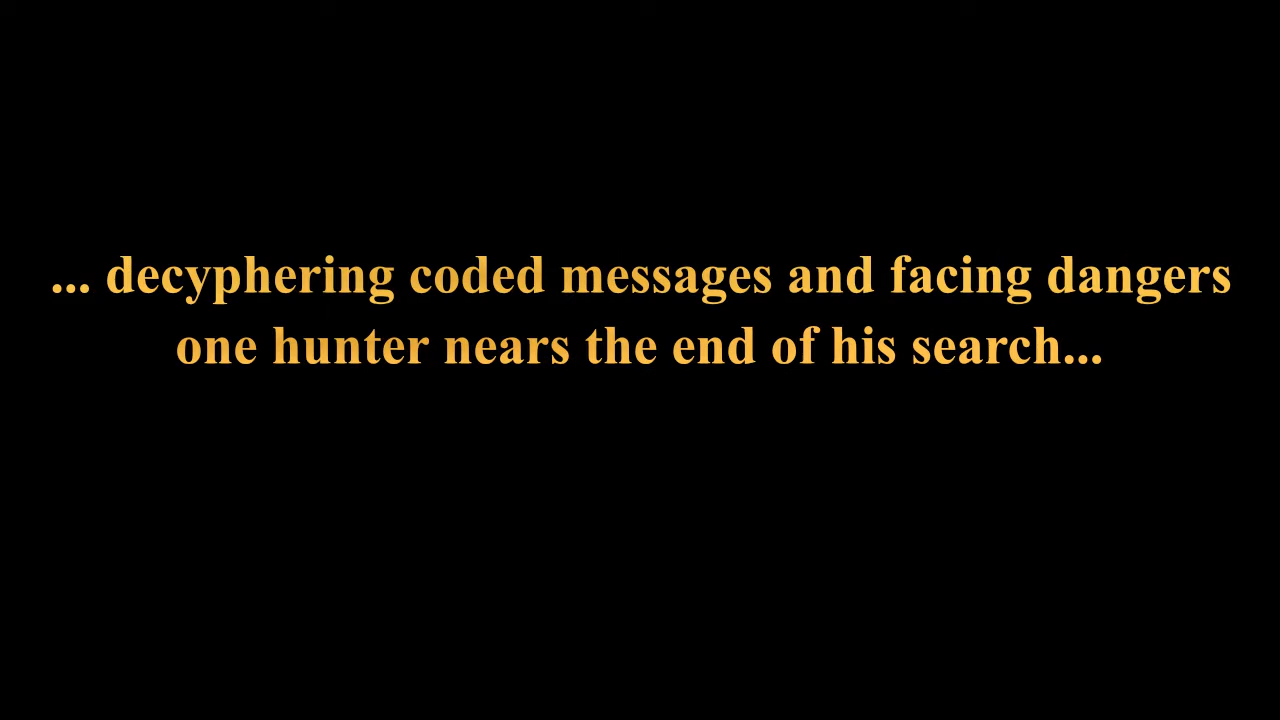 ... decyphering coded messages and facing dangers
one hunter nears the end of his search...